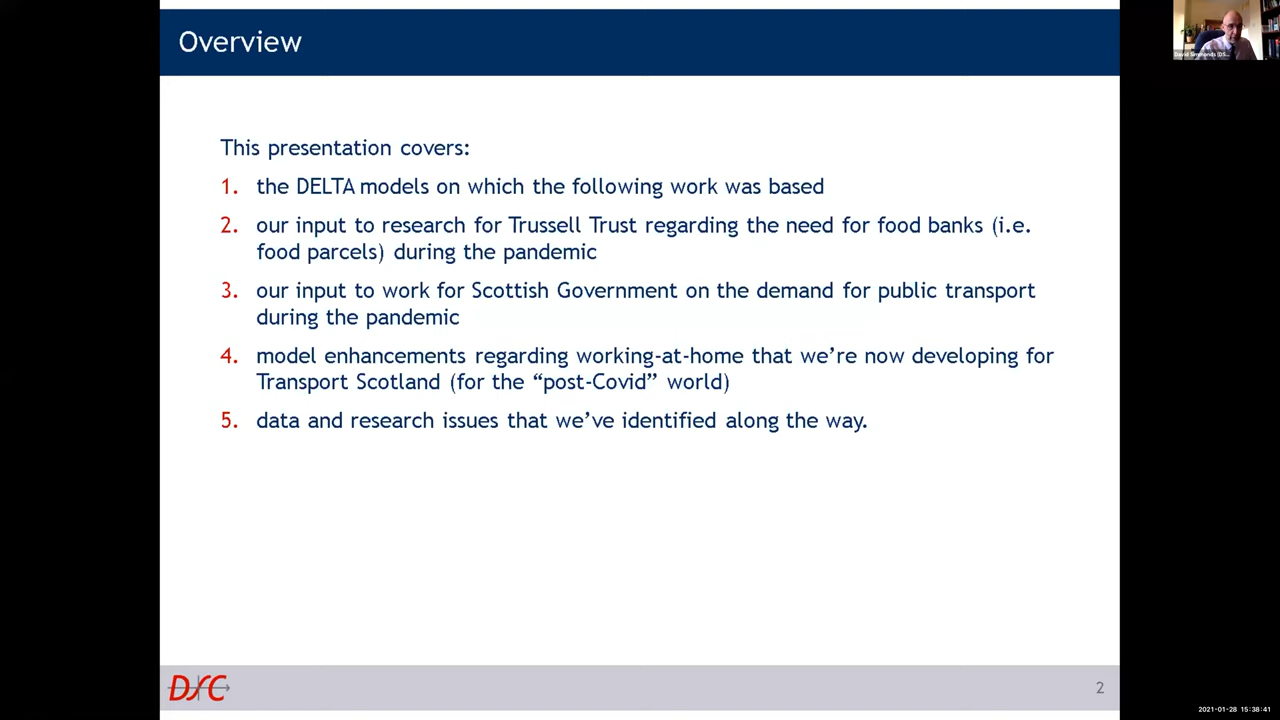 Overview
David Simmonds (DS...
This presentation covers:
1. the DELTA models on which the following work was based
2. our input to research for Trussell Trust regarding the need for food banks (i.e.
food parcels) during the pandemic
3. our input to work for Scottish Government on the demand for public transport
during the pandemic
4. model enhancements regarding working-at-home that we’re now developing for
Transport Scotland (for the “post-Covid” world)
5. data and research issues that we’ve identified along the way.
DSC
2
2021-01-28 15:38:41